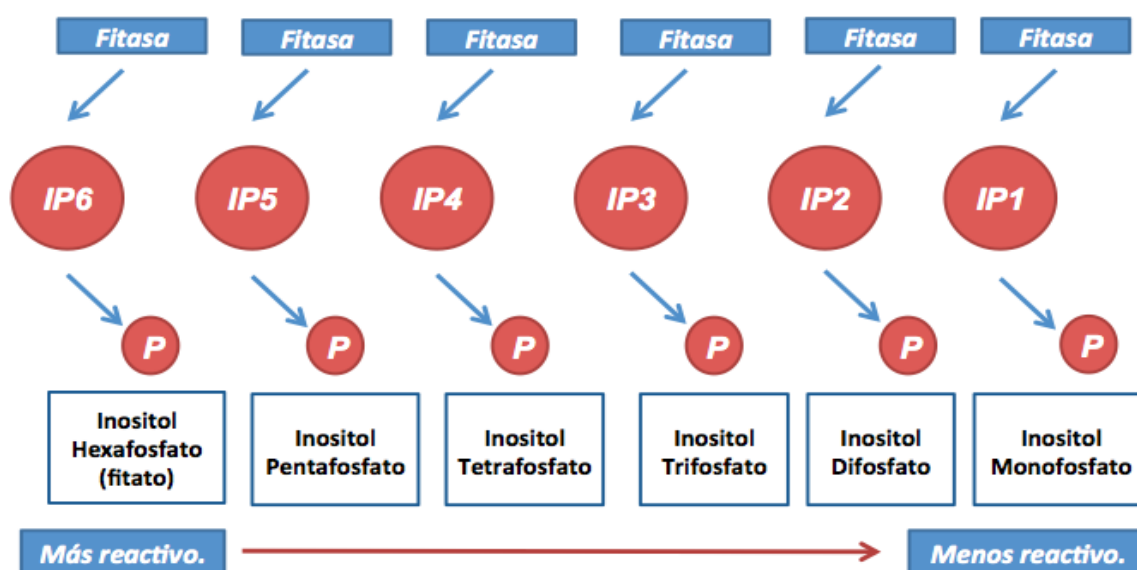 Fitasa Fitasa Fitasa Fitasa Fitasa Fitasa
IP6 IP5 IP4 IP3 IP2 IP1
P P P P P P
Inositol
Hexafosfato
(fitato)
Inositol
Pentafosfato
Inositol
Tetrafosfato
Inositol
Trifosfato
Inositol
Difosfato
Inositol
Monofosfato
Más reactivo. Menos reactivo.